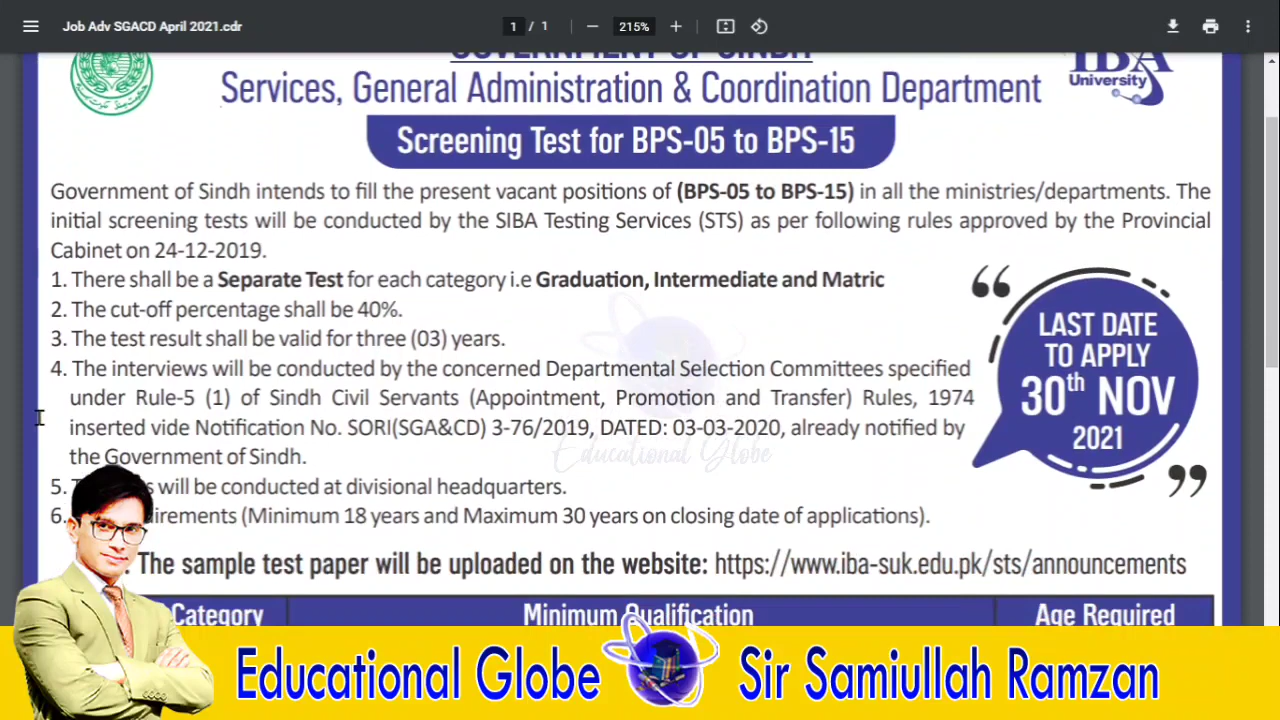 Job Adv SGACD April 2021.cdr
1 / 1
215%
GOVERNMENT OF SINDH
IBA
University
Services, General Administration & Coordination Department
Screening Test for BPS-05 to BPS-15
Government of Sindh intends to fill the present vacant positions of (BPS-05 to BPS-15) in all the ministries/departments. The
initial screening tests will be conducted by the SIBA Testing Services (STS) as per following rules approved by the Provincial
Cabinet on 24-12-2019.
1. There shall be a Separate Test for each category i.e Graduation, Intermediate and Matric
2. The cut-off percentage shall be 40%.
3. The test result shall be valid for three (03) years.
4. The interviews will be conducted by the concerned Departmental Selection Committees specified
under Rule-5 (1) of Sindh Civil Servants (Appointment, Promotion and Transfer) Rules, 1974
inserted vide Notification No. SORI(SGA&CD) 3-76/2019, DATED: 03-03-2020, already notified by
the Government of Sindh.
5. will be conducted at divisional headquarters.
6. (Minimum 18 years and Maximum 30 years on closing date of applications).
LAST DATE
TO APPLY
30th NOV
2021
Educational Globe
The sample test paper will be uploaded on the website: https://www.iba-suk.edu.pk/sts/announcements
Category Minimum Qualification Age Required
Educational Globe Sir Samiullah Ramzan